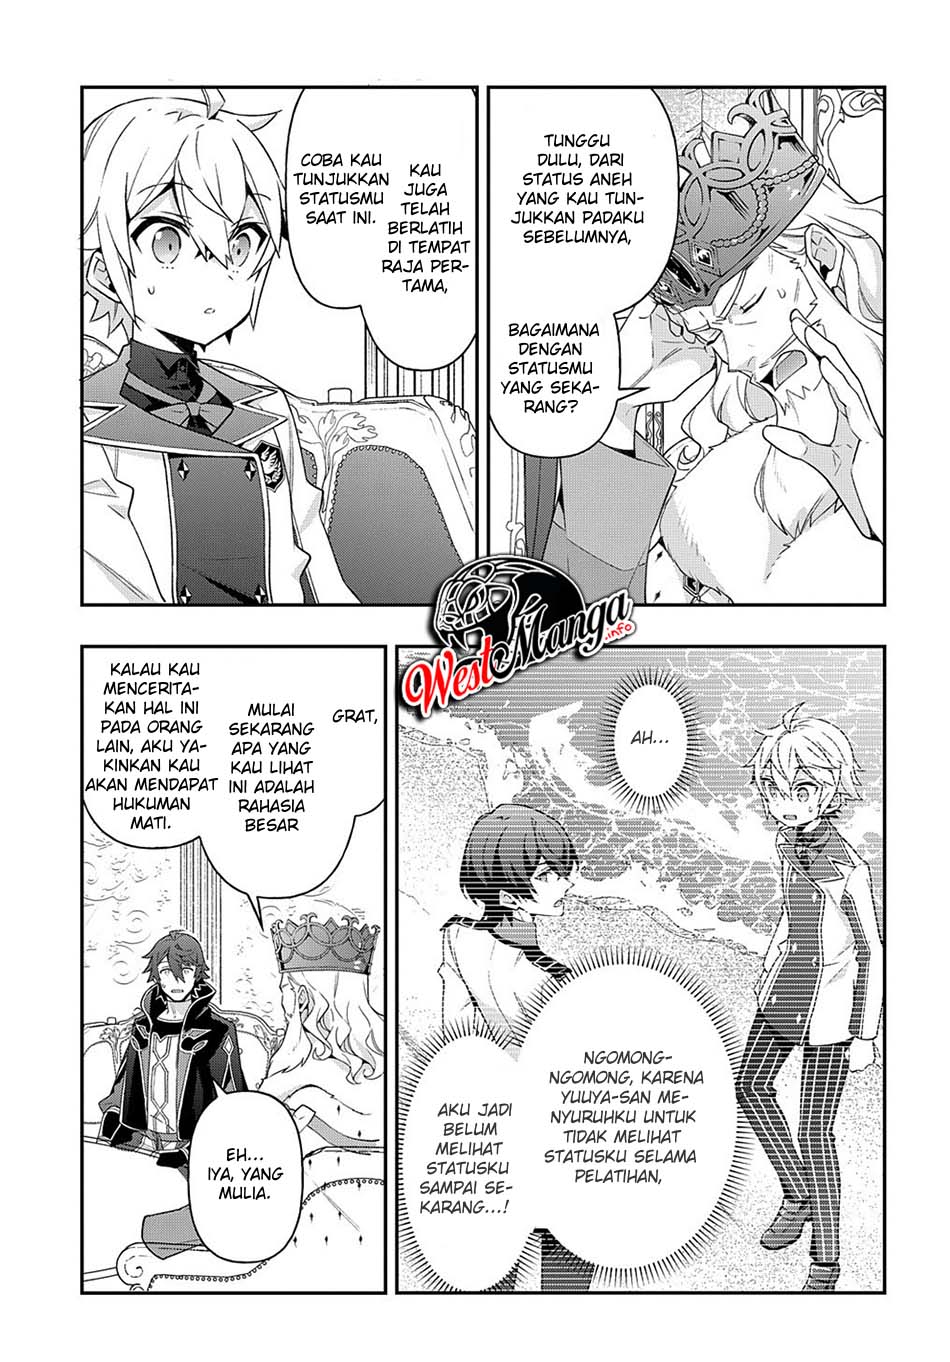 TUNGGU
DULU, DARI
STATUS ANEH
YANG KAU TUN-
JUKKAN PADAKU
SEBELUMNYA,
BAGAIMANA
DENGAN
STATUSMU
YANG SEKA-
RANG?
KAU
JUGA
TELAH
BERLATIH
DI TEMPAT
RAJA PER-
TAMA,
COBA KAU
TUNJUKKAN
STATUSMU
SAAT INI.
WestManga
.info
AH...
NGOMONG-
NGOMONG, KARENA
YUUYA-SAN ME-
NYURUHKU UNTUK
TIDAK MELIHAT
STATUSKU SELAMA
PELATIHAN,
AKU JADI
BELUM
MELIHAT
STATUSKU
SAMPAI SE-
KARANG...!
GRAT,
MULAI
SEKARANG
APA YANG
KAU LIHAT
INI ADALAH
RAHASIA
BESAR
KALAU KAU
MENCERITA-
KAN HAL INI
PADA ORANG
LAIN, AKU YA-
KINKAN KAU
AKAN MENDAPAT
HUKUMAN
MATI.
EH...
IYA, YANG
MULIA.